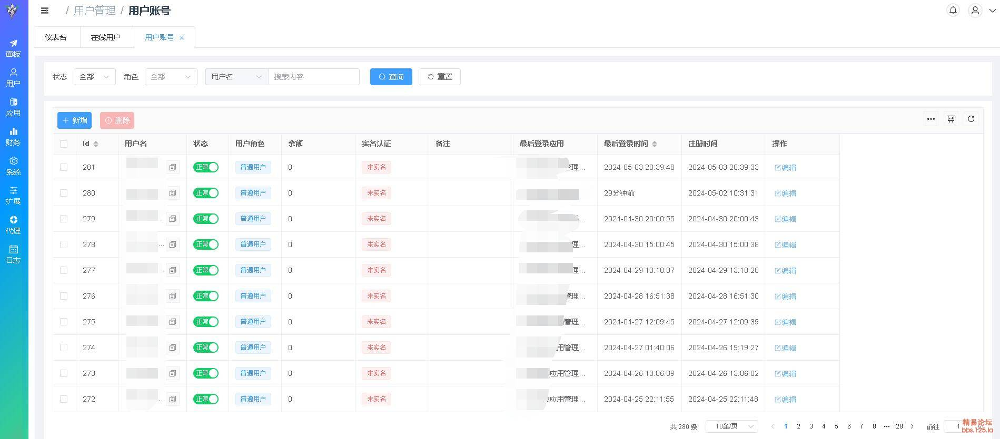 / 用户管理 / 用户账号
仪表台 在线用户 用户账号 ×
面板
用户
应用
财务
系统
扩展
代理
日志
状态 全部 角色 全部 用户名 搜索内容 查询 重置
+ 新增 删除
Id 用户名 状态 用户角色 余额 实名认证 备注 最后登录应用 最后登录时间 注册时间 操作
281 正常 普通用户 0 未实名 管理... 2024-05-03 20:39:48 2024-05-03 20:39:33 编辑
280 正常 普通用户 0 未实名 29分钟前 2024-05-02 10:31:31 编辑
279 .. 正常 普通用户 0 未实名 ... 2024-04-30 20:00:55 2024-04-30 20:00:43 编辑
278 ... 正常 普通用户 0 未实名 理... 2024-04-30 15:00:45 2024-04-30 15:00:38 编辑
277 . 正常 普通用户 0 未实名 理... 2024-04-29 13:18:37 2024-04-29 13:18:28 编辑
276 正常 普通用户 0 未实名 管理... 2024-04-28 16:51:38 2024-04-28 16:51:30 编辑
275 正常 普通用户 0 未实名 管理... 2024-04-27 12:09:45 2024-04-27 12:09:39 编辑
274 正常 普通用户 0 未实名 用管理... 2024-04-27 01:40:06 2024-04-26 19:19:27 编辑
273 正常 普通用户 0 未实名 应用管理... 2024-04-26 13:06:09 2024-04-26 13:06:02 编辑
272 ... 正常 普通用户 0 未实名 应用管理... 2024-04-25 22:11:55 2024-04-25 22:11:48 编辑
共 280 条 10条/页 < 1 2 3 4 5 6 7 8 ... 28 > 前往 1 页
精易论坛
bbs.125.la